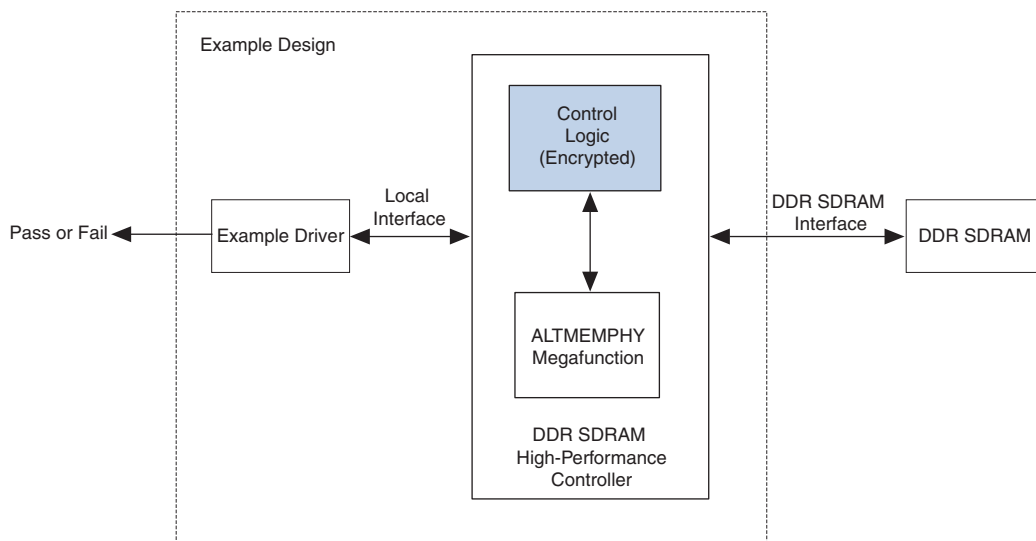 Example Design
Control
Logic
(Encrypted)
Local
Interface
DDR SDRAM
Interface
Pass or Fail
Example Driver
DDR SDRAM
ALTMEMPHY
Megafunction
DDR SDRAM
High-Performance
Controller